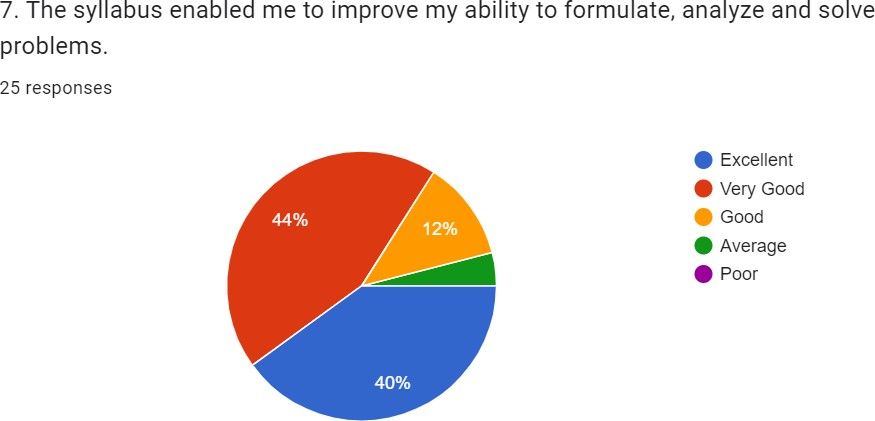 7. The syllabus enabled me to improve my ability to formulate, analyze and solve
problems.
25 responses
44%
12%
40%
Excellent
Very Good
Good
Average
Poor